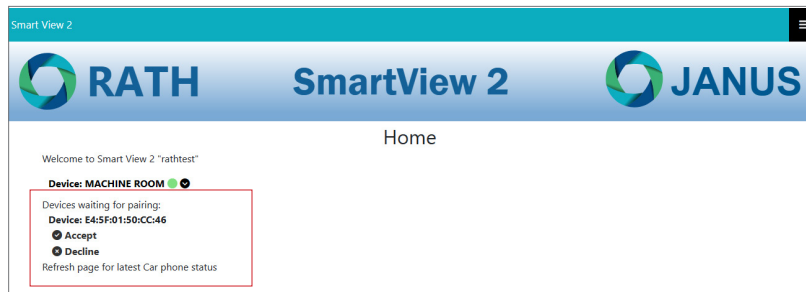 Smart View 2
RATH
SmartView 2
JANUS
Home
Welcome to Smart View 2 "rathtest"
Device: MACHINE ROOM
Devices waiting for pairing:
Device: E4:5F:01:50:CC:46
Accept
Decline
Refresh page for latest Car phone status